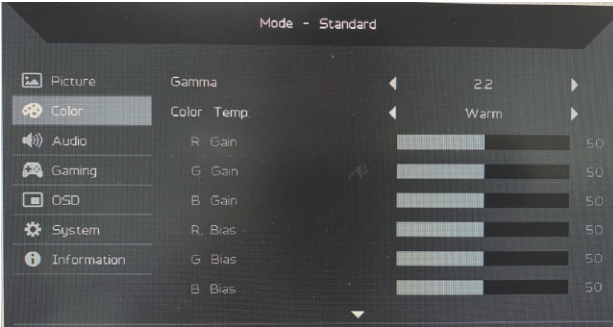 Mode - Standard
Picture
Gamma
2.2
Color
Color Temp.
Warm
Audio
R Gain
50
Gaming
G Gain
50
OSD
B Gain
50
System
R. Bias
50
Information
G Bias
50
B Bias
50